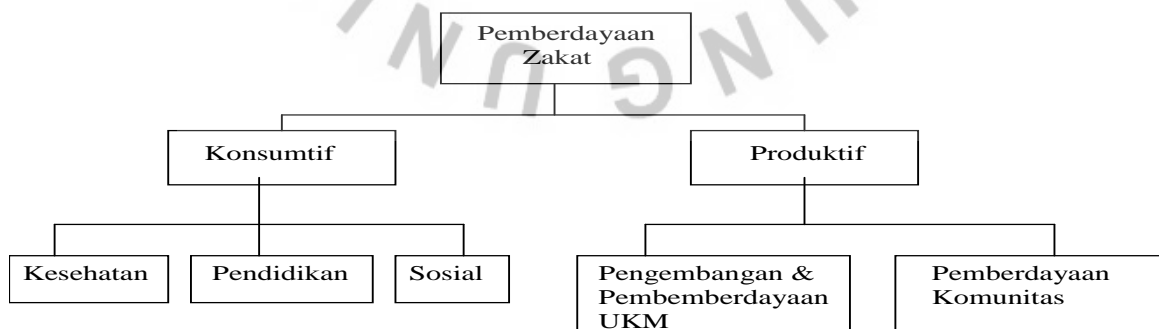 Pemberdayaan
Zakat
Konsumtif
Produktif
Kesehatan
Pendidikan
Sosial
Pengembangan &
Pembemberdayaan
UKM
Pemberdayaan
Komunitas